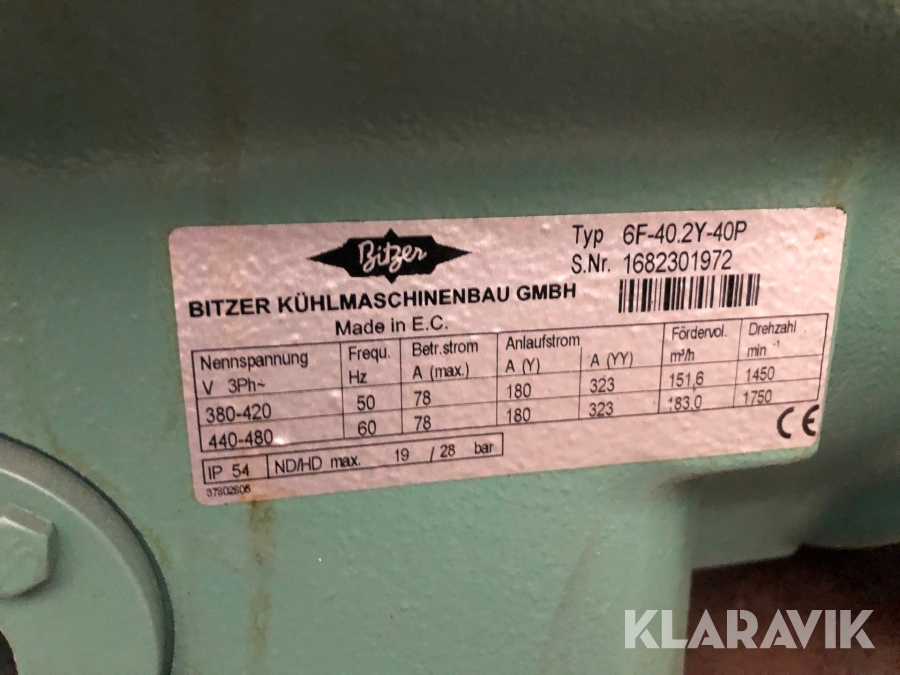 Bitzer
Typ 6F-40.2Y-40P
S.Nr. 1682301972
BITZER KÜHLMASCHINENBAU GMBH
Made in E.C.
Nennspannung V 3Ph~ Frequ. Hz Betr.strom A (max.) Anlaufstrom A (Y) A (YY) Fördervol. m³/h Drehzahl min -1
380-420 50 78 180 323 151,6 1450
440-480 60 78 180 323 183,0 1750
IP 54 ND/HD max. 19 / 28 bar CE
37802605
KLARAVIK